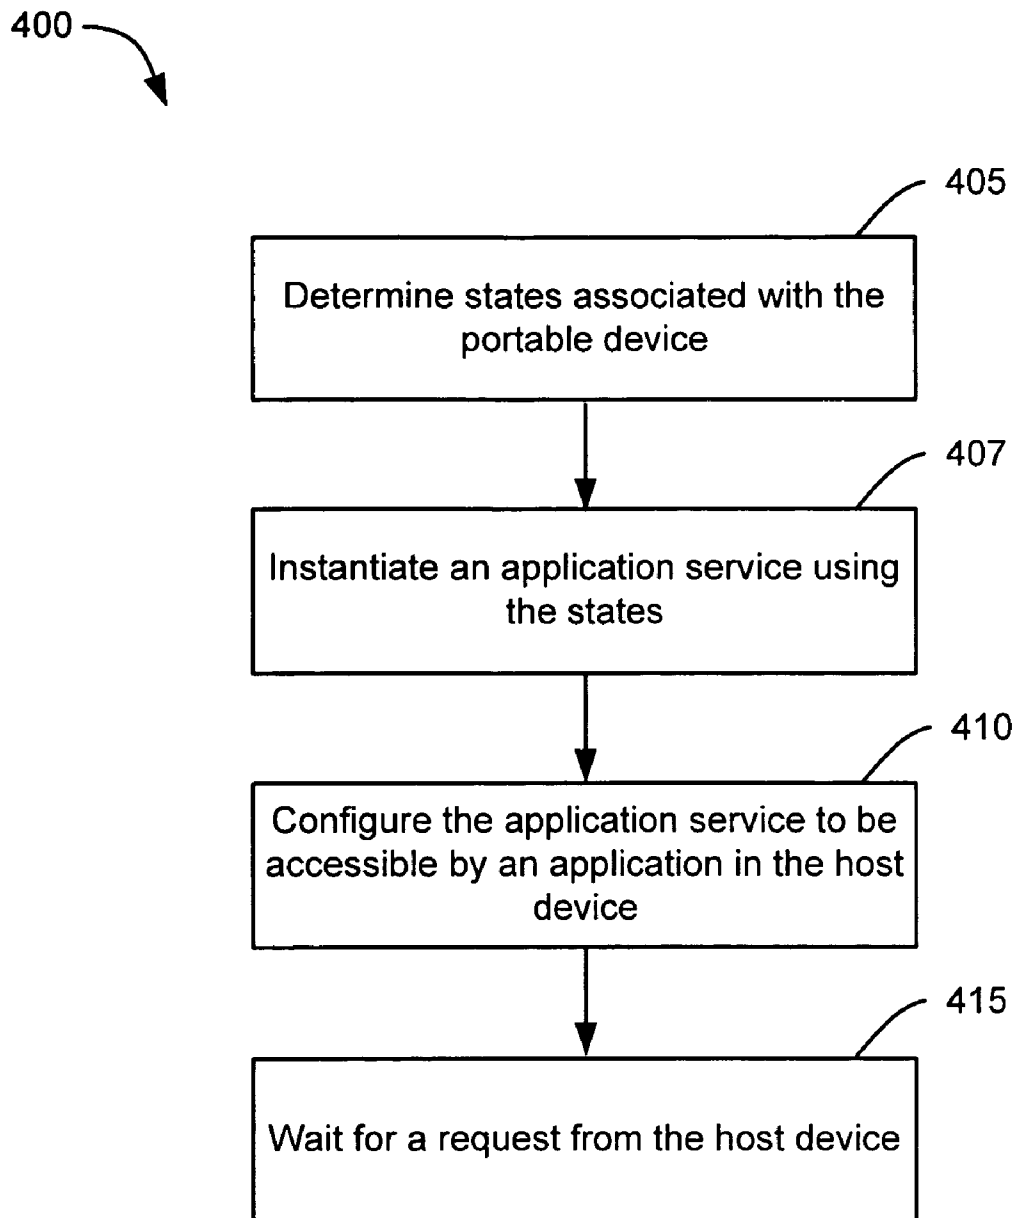 400
405
Determine states associated with the
portable device
407
Instantiate an application service using
the states
410
Configure the application service to be
accessible by an application in the host
device
415
Wait for a request from the host device